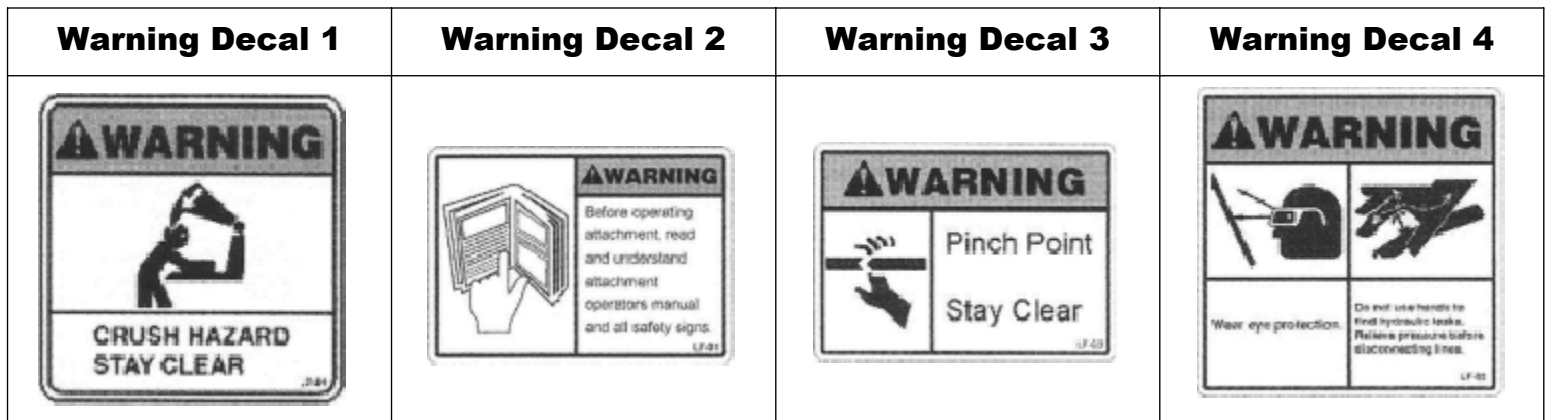 Warning Decal 1
Warning Decal 2
Warning Decal 3
Warning Decal 4
WARNING
CRUSH HAZARD
STAY CLEAR
WARNING
Before operating
attachment, read
and understand
attachment
operators manual
and all safety signs.
LF-01
WARNING
Pinch Point
Stay Clear
WARNING
Wear eye protection.
Do not use hands to
find hydraulic leaks.
Relieve pressure before
disconnecting lines.